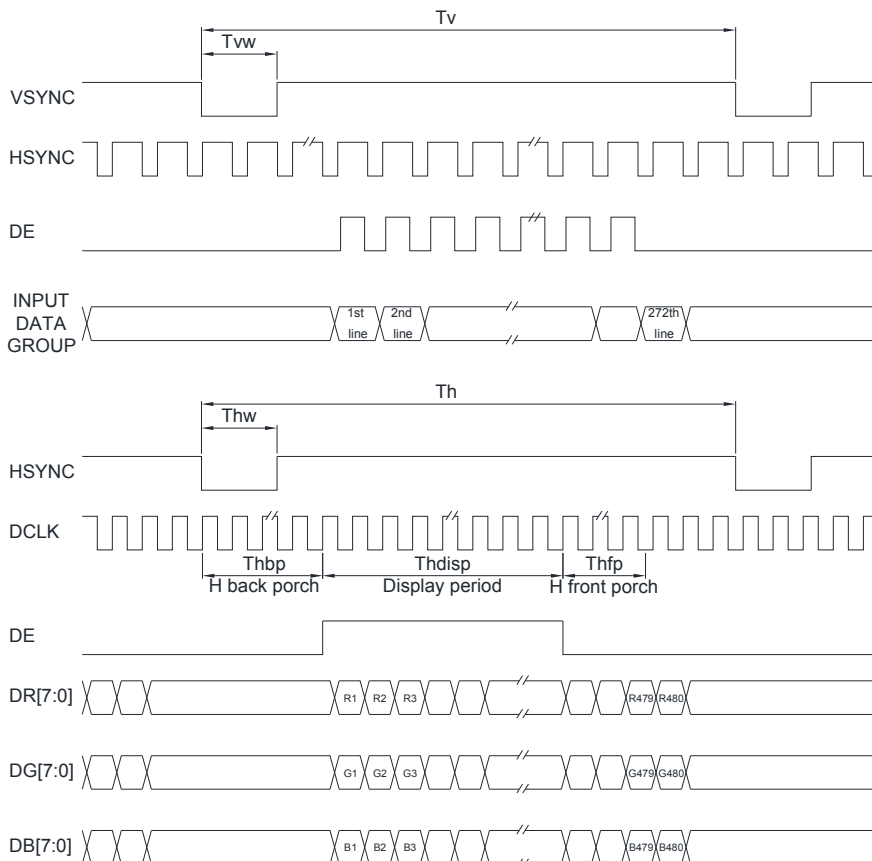 Tv
Tvw
VSYNC
HSYNC
DE
INPUT
DATA
GROUP
1st
line
2nd
line
272th
line
Th
Thw
HSYNC
DCLK
Thbp
H back porch
Thdisp
Display period
Thfp
H front porch
DE
DR[7:0]
R1 R2 R3 R479 R480
DG[7:0]
G1 G2 G3 G479 G480
DB[7:0]
B1 B2 B3 B479 B480